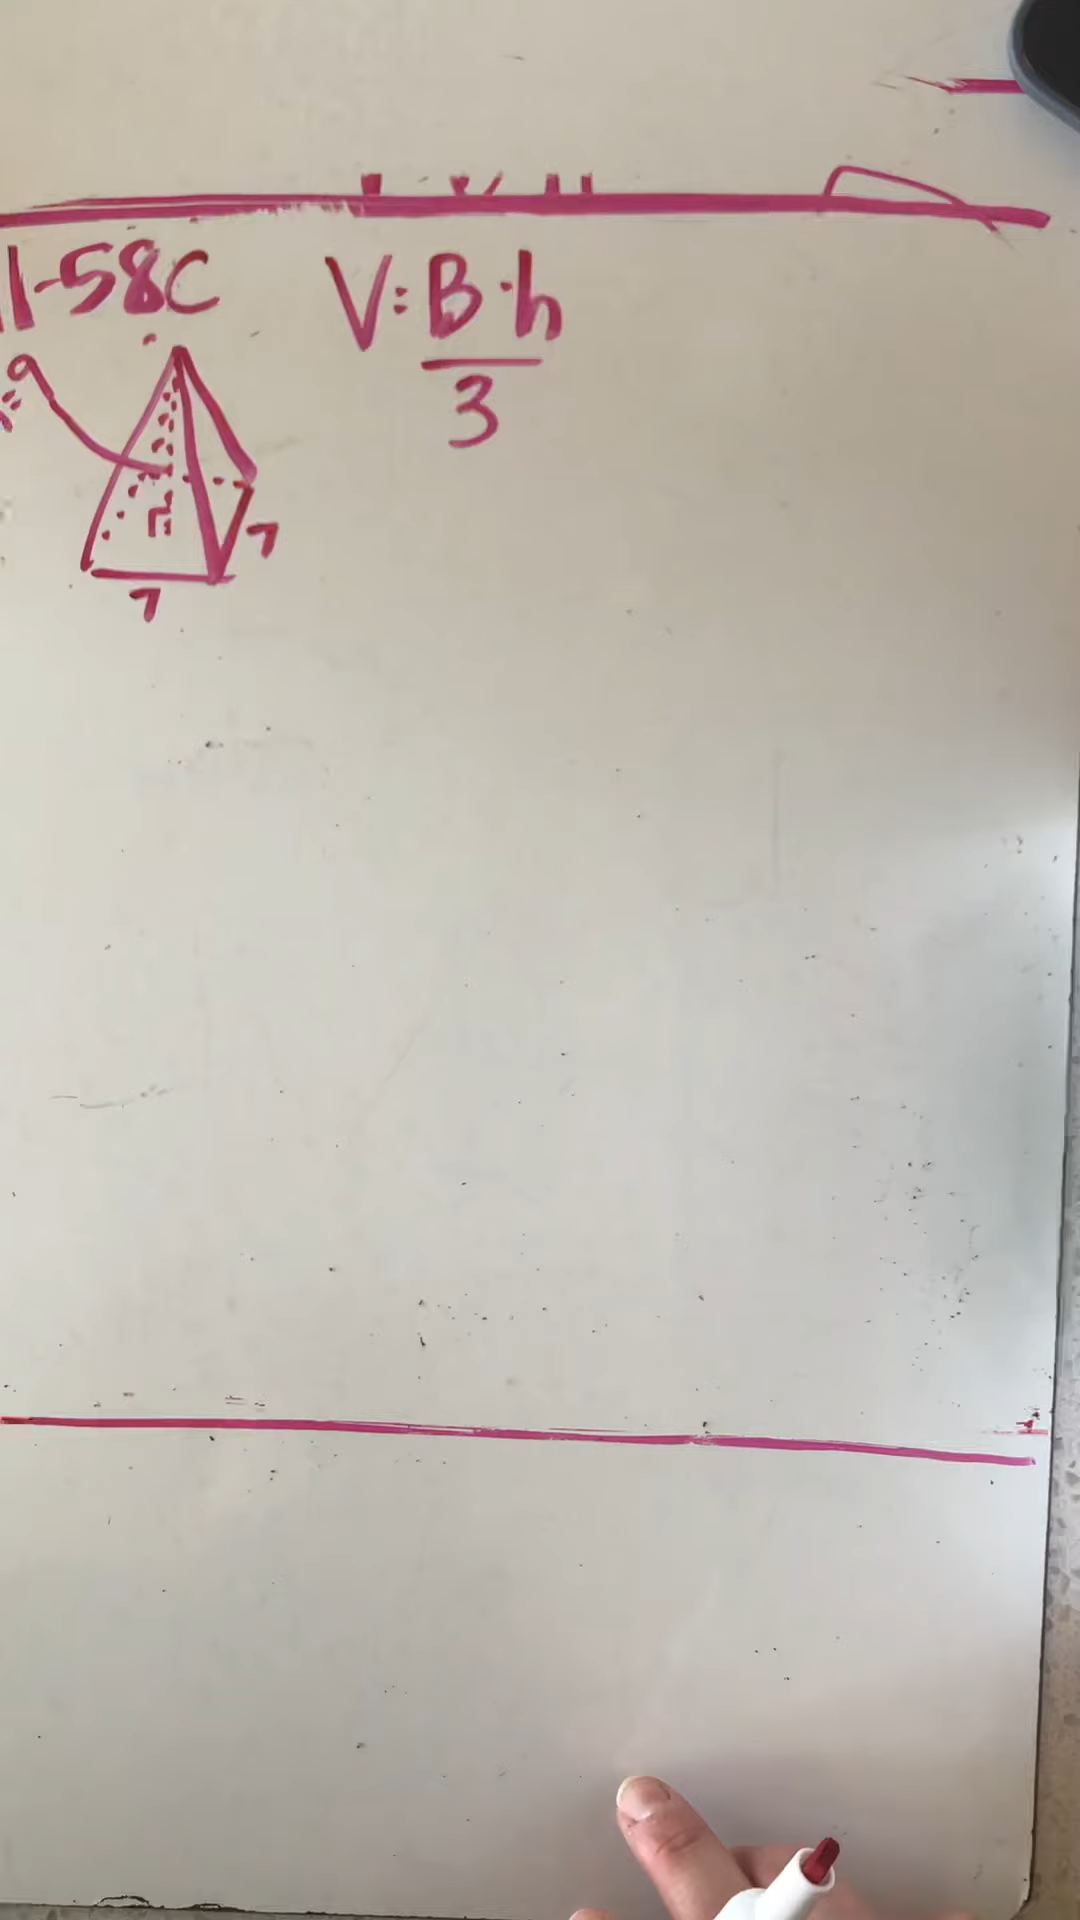 1-58C
V = B·h
3
= 9
7
7